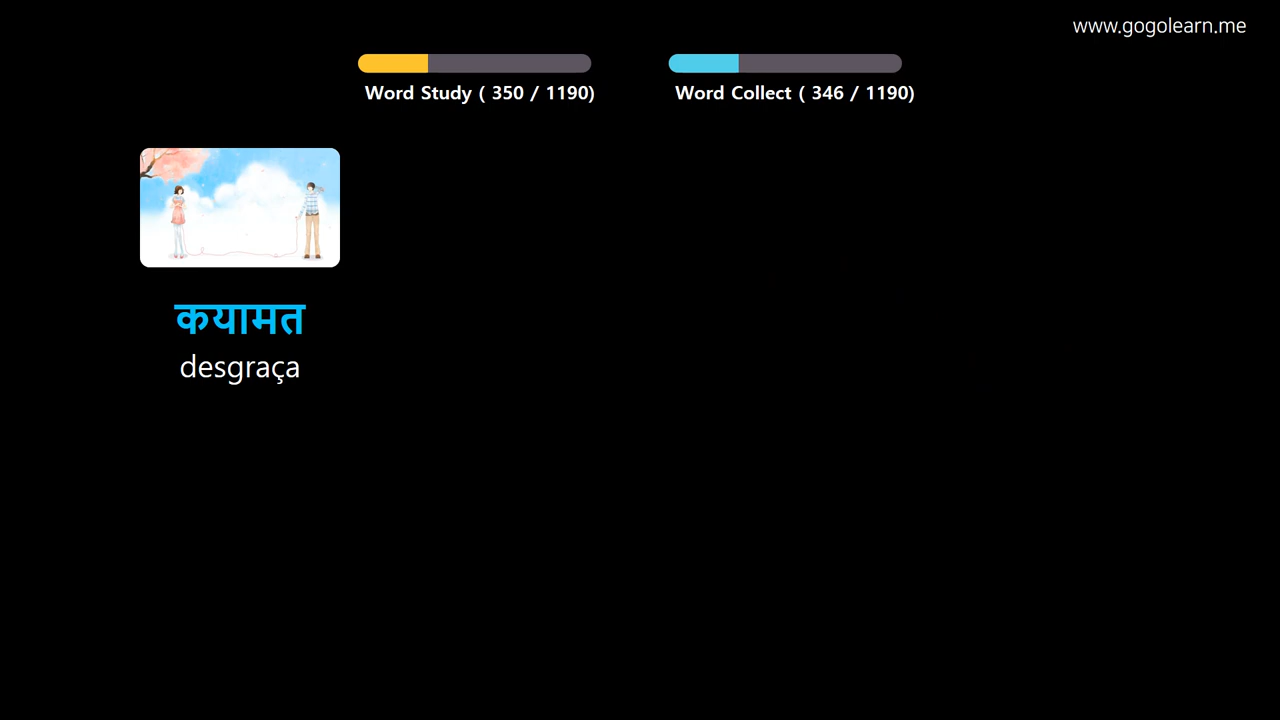 www.gogolearn.me
Word Study ( 350 / 1190)
Word Collect ( 346 / 1190)
कयामत
desgraça